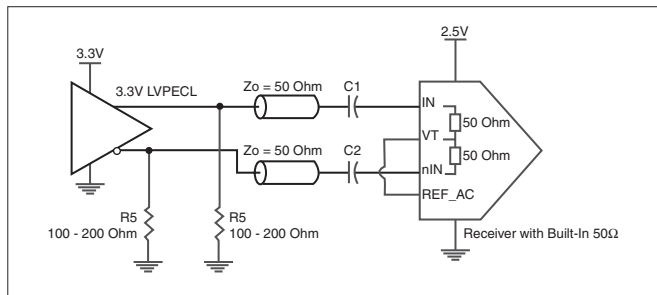 3.3V
3.3V LVPECL
Zo = 50 Ohm
C1
2.5V
IN
50 Ohm
VT
Zo = 50 Ohm
C2
50 Ohm
nIN
REF_AC
R5
100 - 200 Ohm
R5
100 - 200 Ohm
Receiver with Built-In 50Ω